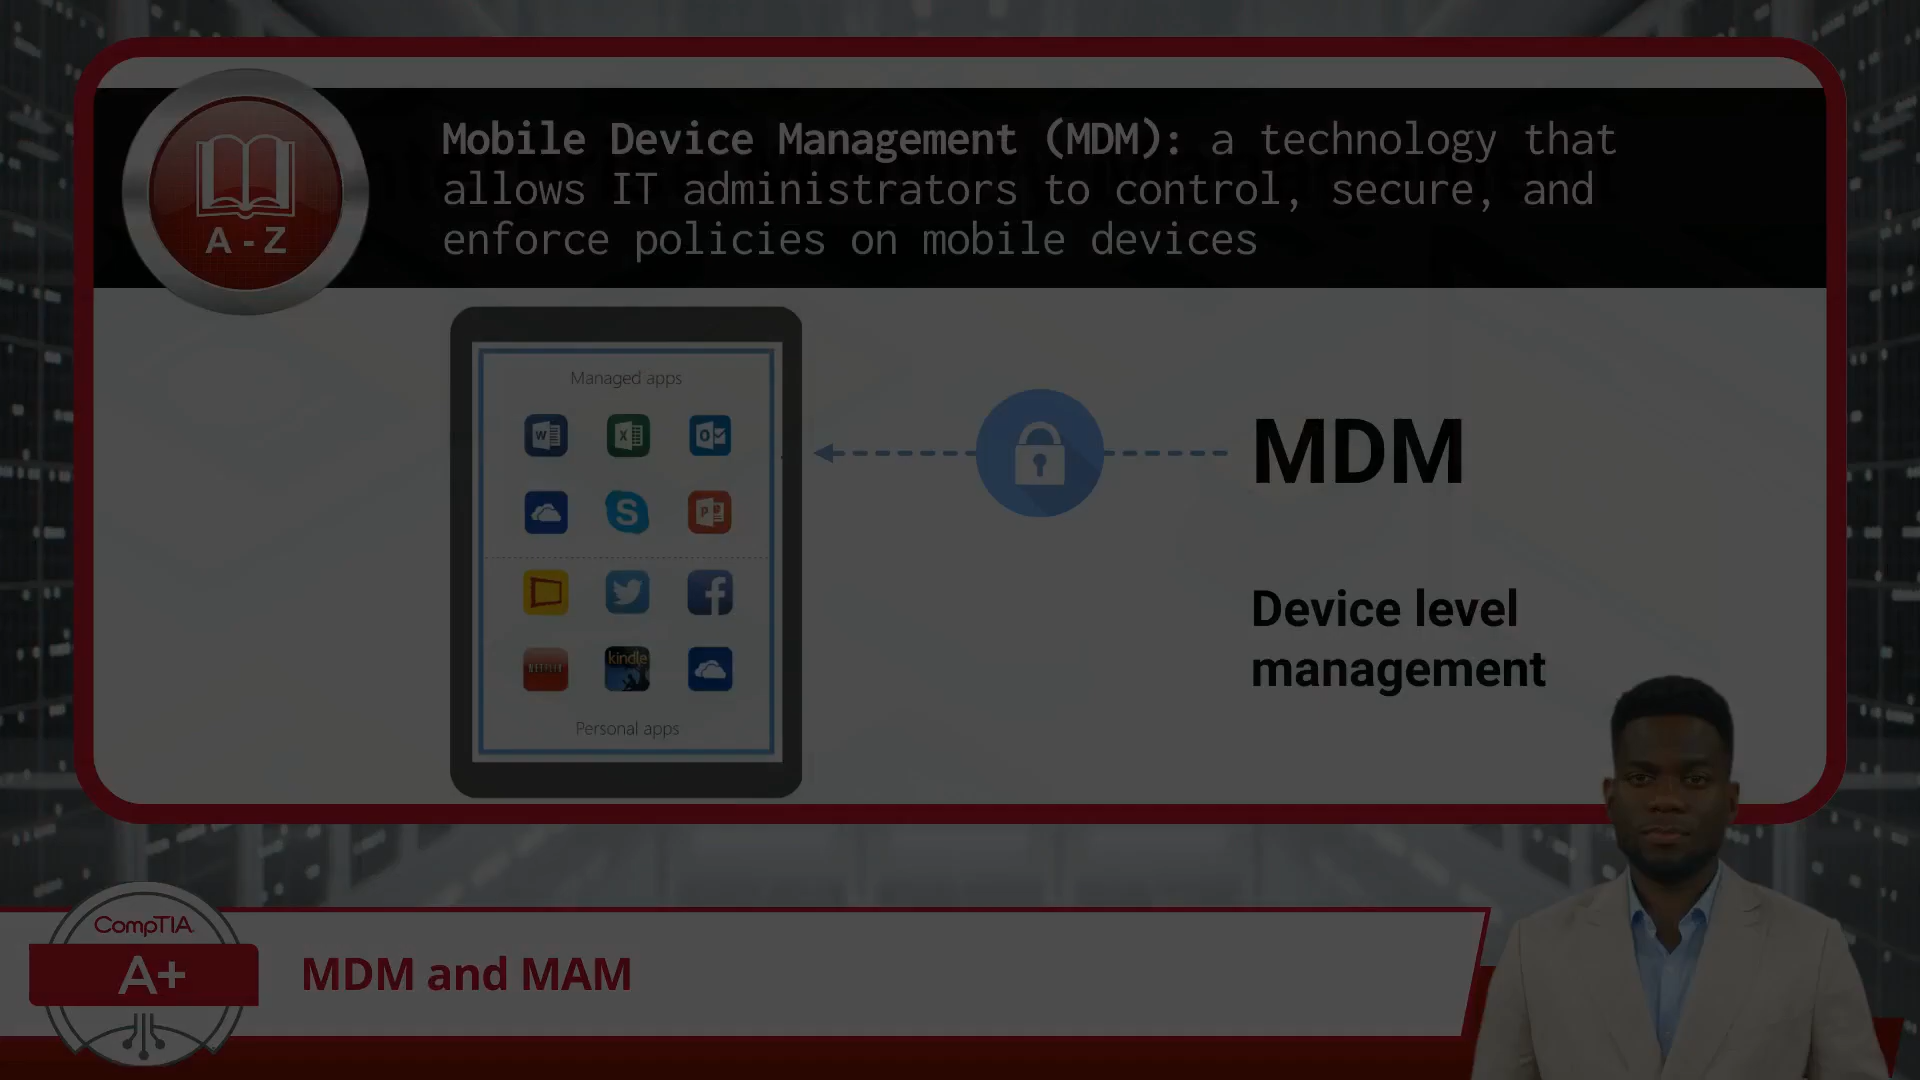 Mobile Device Management (MDM): a technology that
allows IT administrators to control, secure, and
enforce policies on mobile devices
A - Z
Managed apps
W
X
O
S
P
NETFLIX
kindle
Personal apps
MDM
Device level
management
CompTIA
A+
MDM and MAM